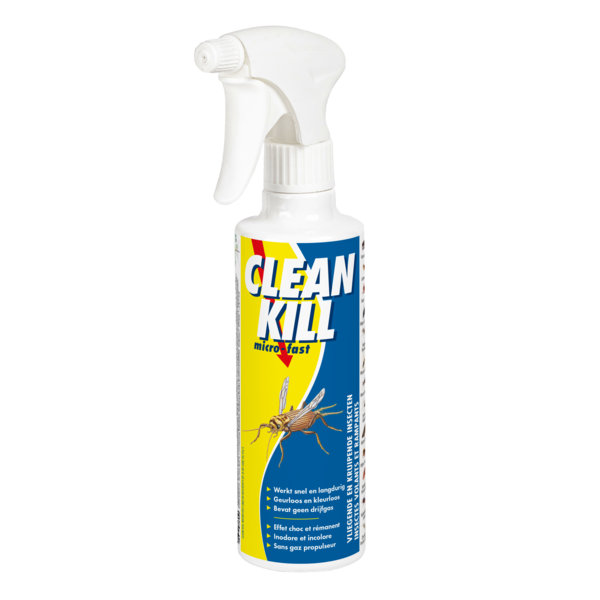 CLEAN
KILL
micro-fast
Werkt snel en langdurig
Geurloos en kleurloos
Bevat geen drijfgas
Effet choc et rémanent
Inodore et incolore
Sans gaz propulseur
VLIEGENDE EN KRUIPENDE INSECTEN
INSECTES VOLANTS ET RAMPANTS